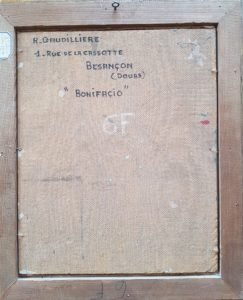 R. GAUDILLIERE
1. RUE DE LA CASSOTTE
BESANÇON
(DOUBS)
"BONIFACIO"
6F